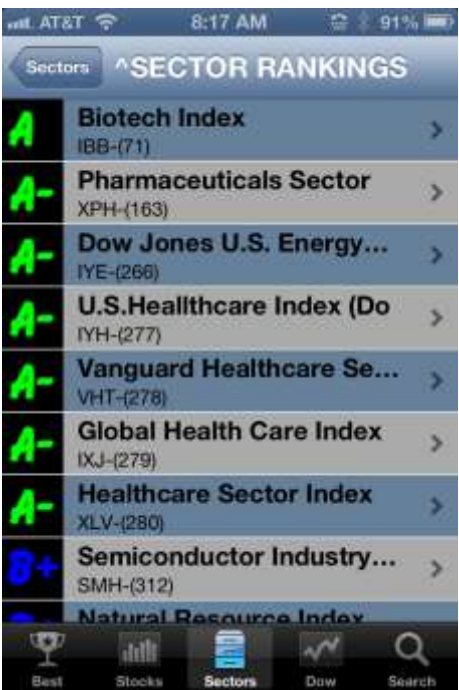 AT&T 8:17 AM 91%
Sectors ^SECTOR RANKINGS
A Biotech Index
IBB-(71)
A- Pharmaceuticals Sector
XPH-(163)
A- Dow Jones U.S. Energy...
IYE-(266)
A- U.S.Heallthcare Index (Do
IYH-(277)
A- Vanguard Healthcare Se...
VHT-(278)
A- Global Health Care Index
IXJ-(279)
A- Healthcare Sector Index
XLV-(280)
B+ Semiconductor Industry...
SMH-(312)
Natural Resource Index
Best Stocks Sectors Dow Search